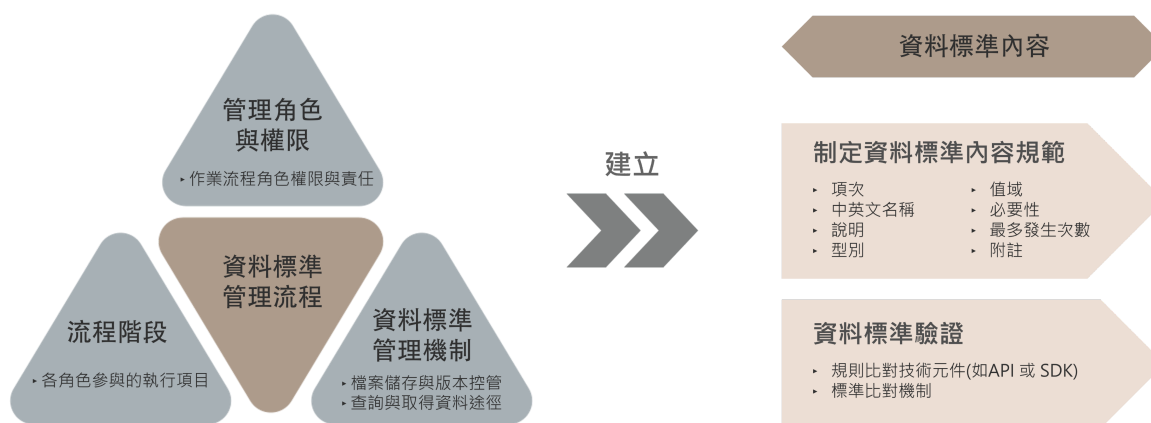 管理角色
與權限
‣ 作業流程角色權限與責任
資料標準
管理流程
流程階段
‣ 各角色參與的執行項目
資料標準
管理機制
‣ 檔案儲存與版本控管
‣ 查詢與取得資料途徑
建立
資料標準內容
制定資料標準內容規範
‣ 項次
‣ 中英文名稱
‣ 說明
‣ 型別
‣ 值域
‣ 必要性
‣ 最多發生次數
‣ 附註
資料標準驗證
‣ 規則比對技術元件(如API 或 SDK)
‣ 標準比對機制